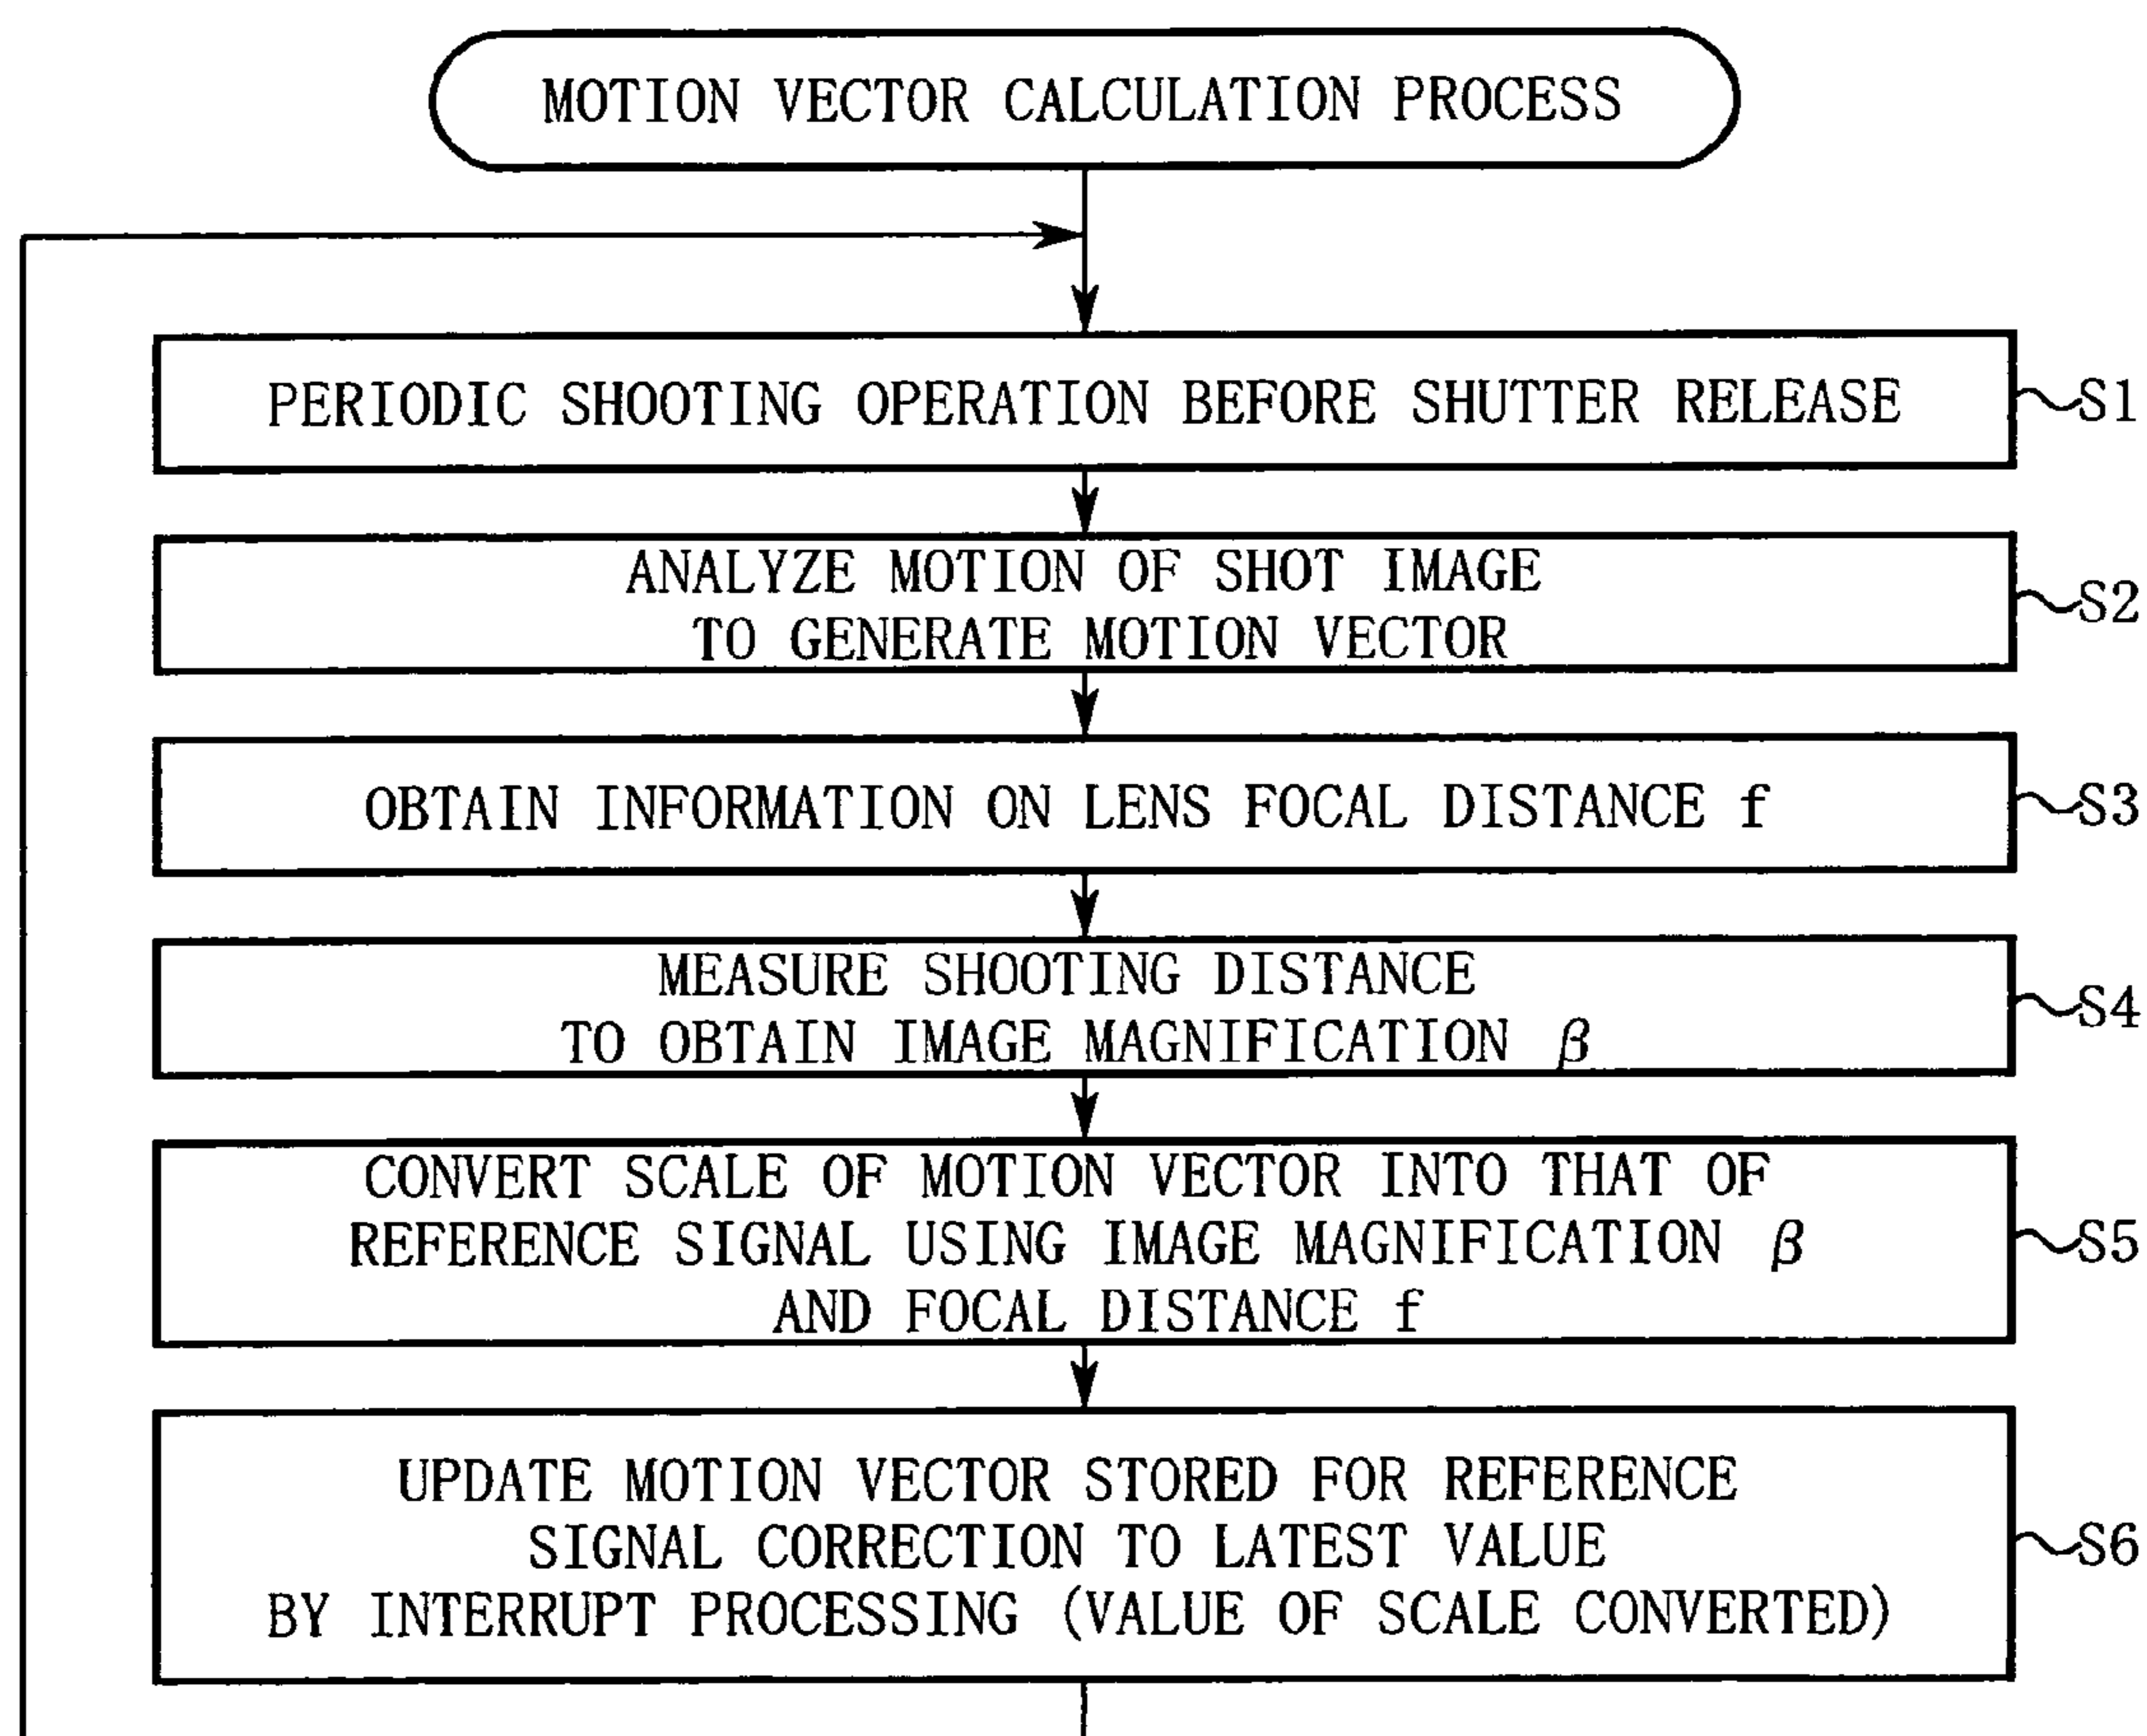 MOTION VECTOR CALCULATION PROCESS
PERIODIC SHOOTING OPERATION BEFORE SHUTTER RELEASE
S1
ANALYZE MOTION OF SHOT IMAGE
TO GENERATE MOTION VECTOR
S2
OBTAIN INFORMATION ON LENS FOCAL DISTANCE f
S3
MEASURE SHOOTING DISTANCE
TO OBTAIN IMAGE MAGNIFICATION β
S4
CONVERT SCALE OF MOTION VECTOR INTO THAT OF
REFERENCE SIGNAL USING IMAGE MAGNIFICATION β
AND FOCAL DISTANCE f
S5
UPDATE MOTION VECTOR STORED FOR REFERENCE
SIGNAL CORRECTION TO LATEST VALUE
BY INTERRUPT PROCESSING (VALUE OF SCALE CONVERTED)
S6